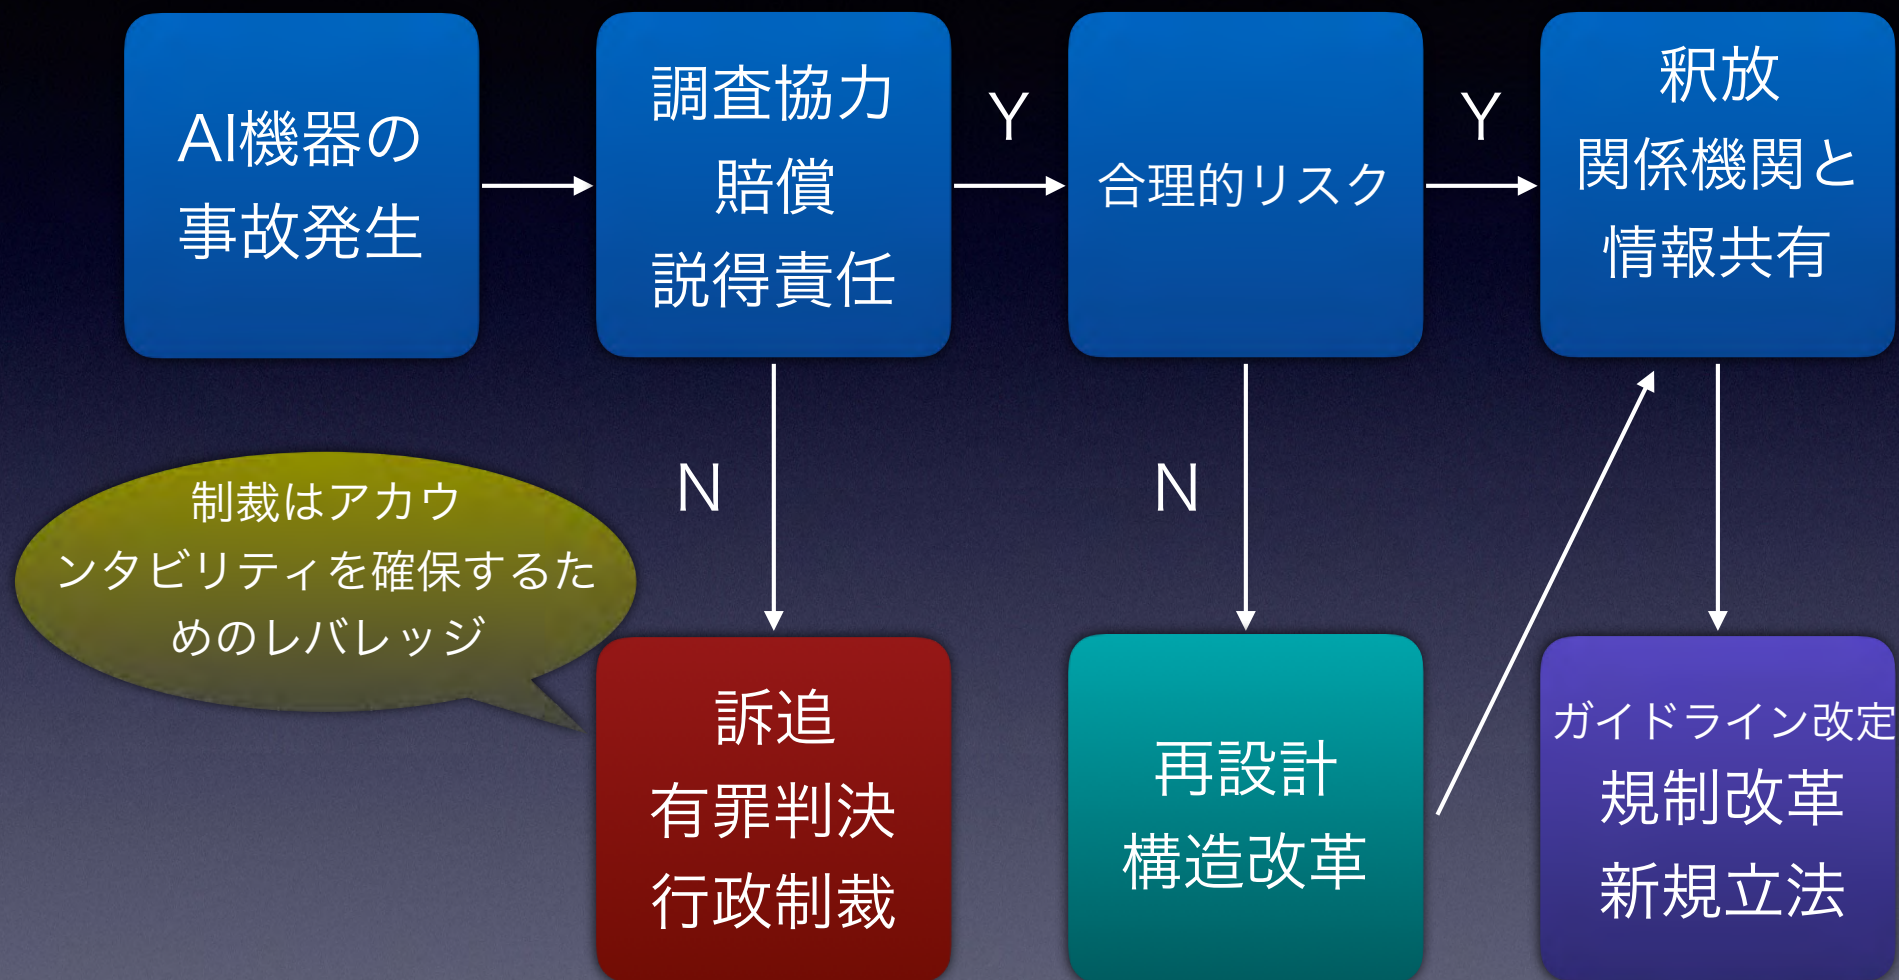 AI機器の
事故発生
調査協力
賠償
説得責任
Y
合理的リスク
Y
釈放
関係機関と
情報共有
制裁はアカウ
ンタビリティを確保するた
めのレバレッジ
N
N
訴追
有罪判決
行政制裁
再設計
構造改革
ガイドライン改定
規制改革
新規立法